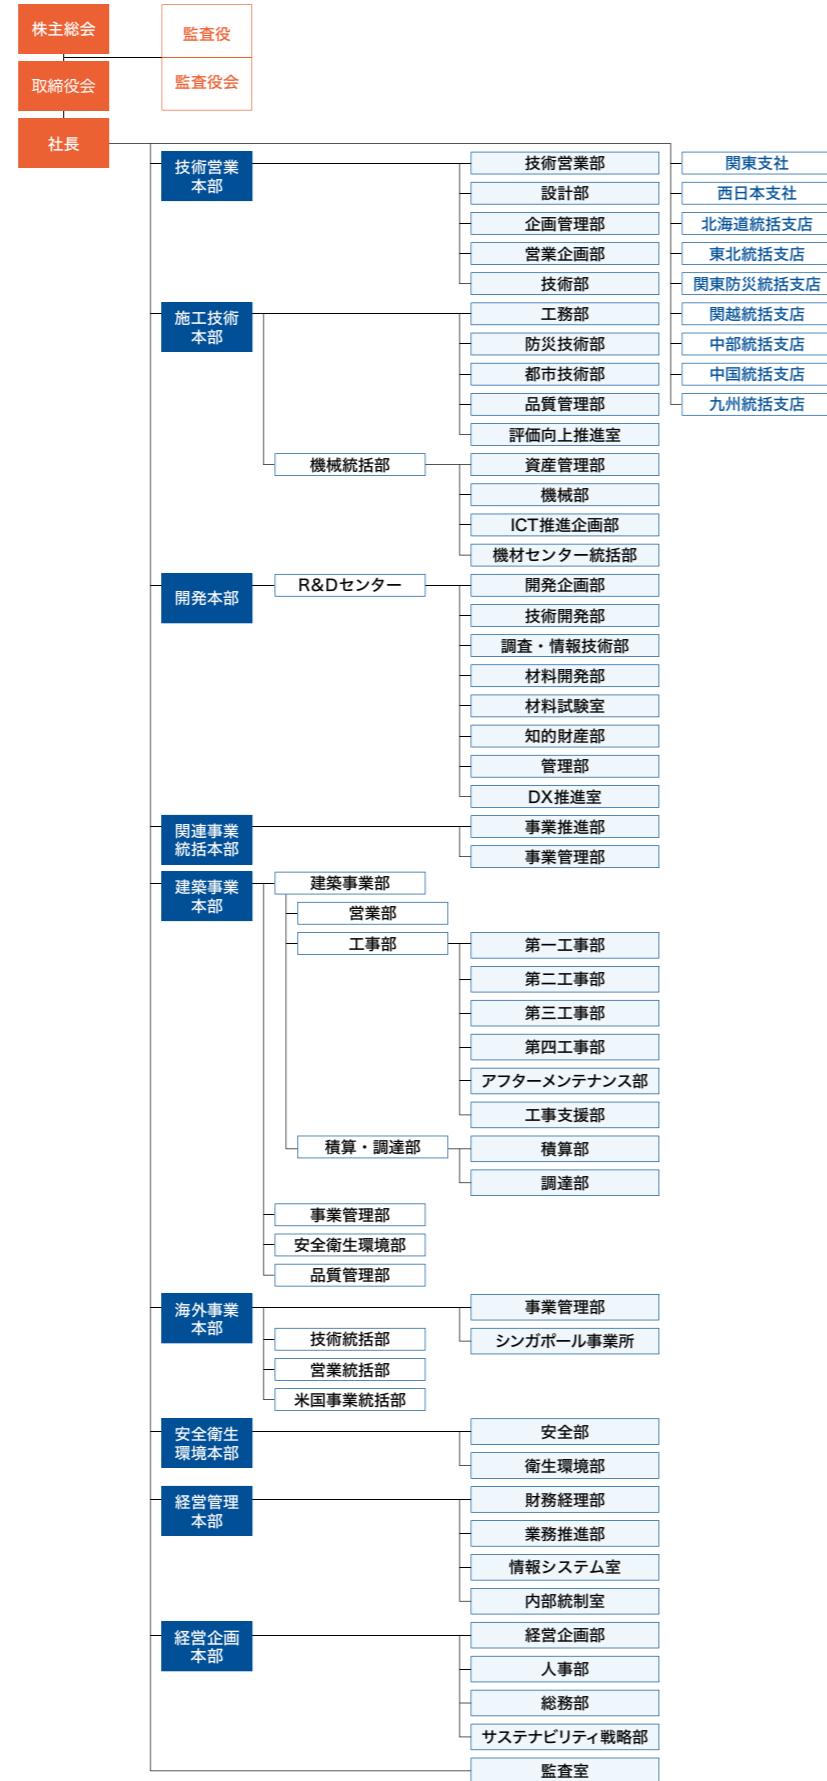 株主総会
監査役
取締役会
監査役会
社長
技術営業
本部
技術営業部
設計部
企画管理部
営業企画部
技術部
関東支社
西日本支社
北海道統括支店
東北統括支店
関東防災統括支店
関越統括支店
中部統括支店
中国統括支店
九州統括支店
施工技術
本部
工務部
防災技術部
都市技術部
品質管理部
評価向上推進室
機械統括部
資産管理部
機械部
ICT推進企画部
機材センター統括部
開発本部
R&Dセンター
開発企画部
技術開発部
調査・情報技術部
材料開発部
材料試験室
知的財産部
管理部
DX推進室
関連事業
統括本部
事業推進部
事業管理部
建築事業
本部
建築事業部
営業部
工事部
第一工事部
第二工事部
第三工事部
第四工事部
アフターメンテナンス部
工事支援部
積算・調達部
積算部
調達部
事業管理部
安全衛生環境部
品質管理部
海外事業
本部
事業管理部
シンガポール事業所
技術統括部
営業統括部
米国事業統括部
安全衛生
環境本部
安全部
衛生環境部
経営管理
本部
財務経理部
業務推進部
情報システム室
内部統制室
経営企画
本部
経営企画部
人事部
総務部
サステナビリティ戦略部
監査室